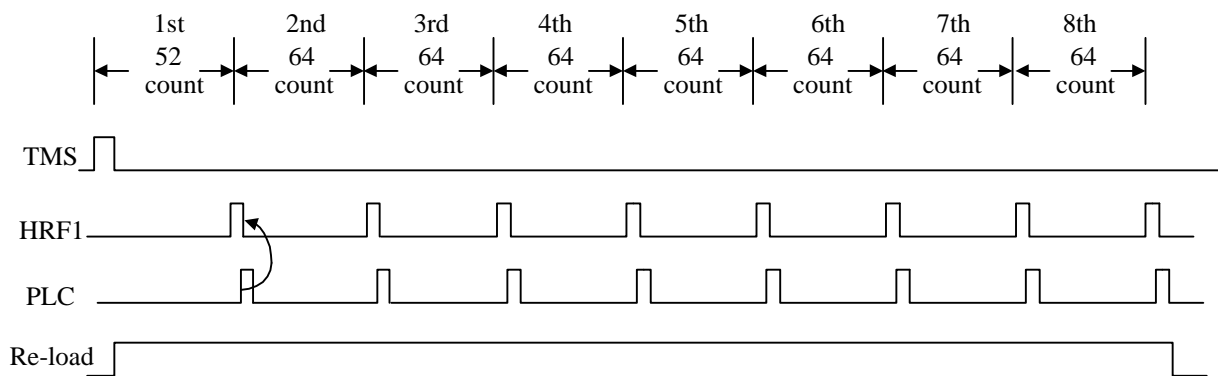 1st 2nd 3rd 4th 5th 6th 7th 8th
52 64 64 64 64 64 64 64
count count count count count count count count
TMS
HRF1
PLC
Re-load